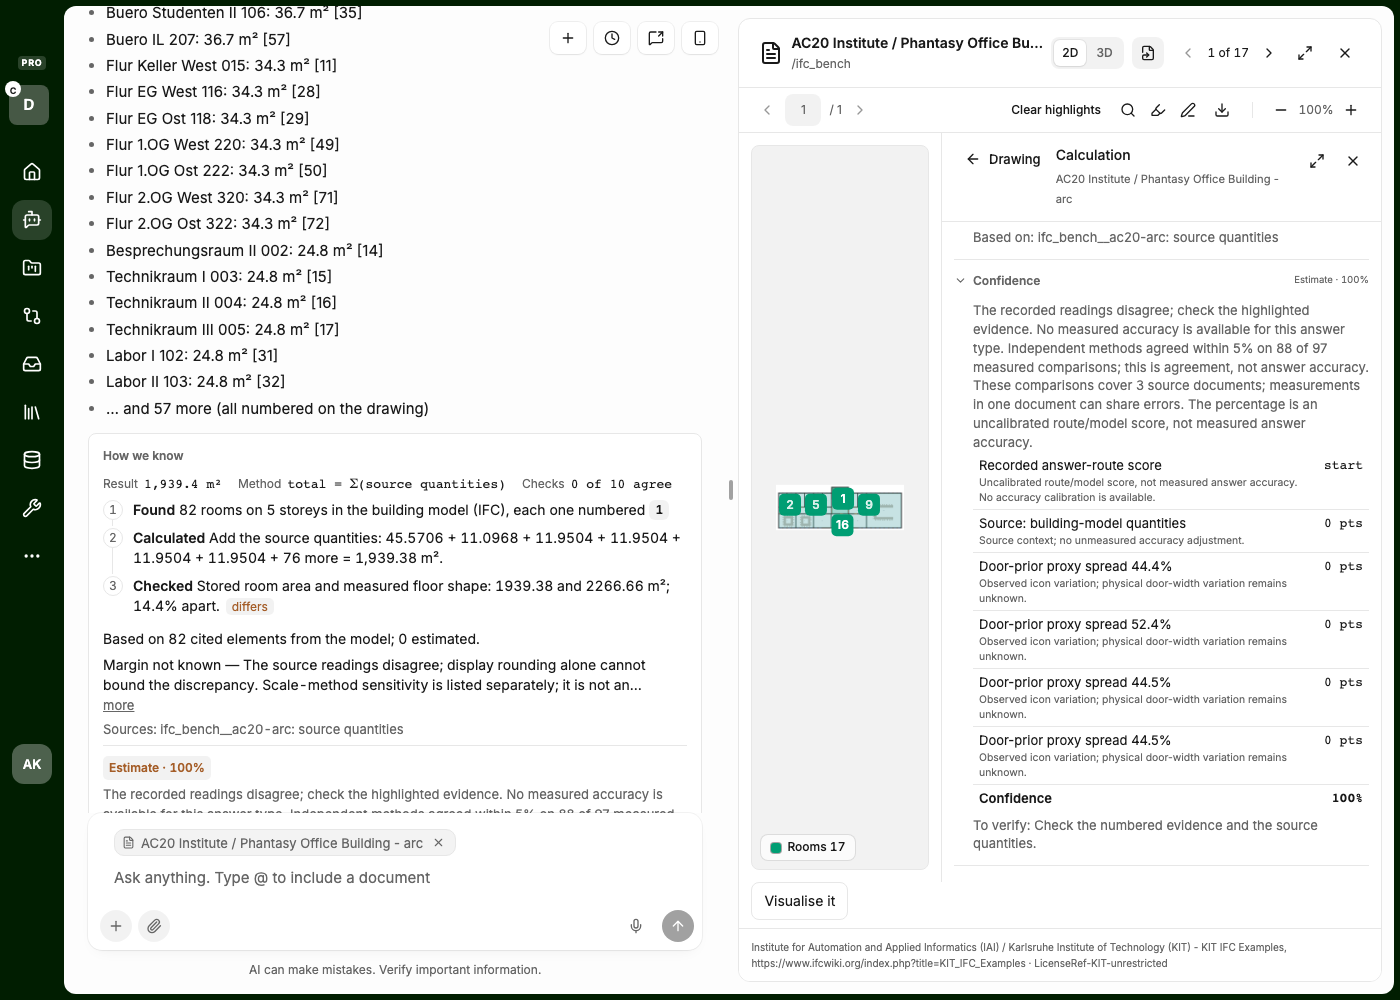 PRO
C
D
AK
Buero Studenten II 106: 36.7 m² [35]
Buero IL 207: 36.7 m² [57]
Flur Keller West 015: 34.3 m² [11]
Flur EG West 116: 34.3 m² [28]
Flur EG Ost 118: 34.3 m² [29]
Flur 1.OG West 220: 34.3 m² [49]
Flur 1.OG Ost 222: 34.3 m² [50]
Flur 2.OG West 320: 34.3 m² [71]
Flur 2.OG Ost 322: 34.3 m² [72]
Besprechungsraum II 002: 24.8 m² [14]
Technikraum I 003: 24.8 m² [15]
Technikraum II 004: 24.8 m² [16]
Technikraum III 005: 24.8 m² [17]
Labor I 102: 24.8 m² [31]
Labor II 103: 24.8 m² [32]
... and 57 more (all numbered on the drawing)
How we know
Result 1,939.4 m² Method total = Σ(source quantities) Checks 0 of 10 agree
1 Found 82 rooms on 5 storeys in the building model (IFC), each one numbered 1
2 Calculated Add the source quantities: 45.5706 + 11.0968 + 11.9504 + 11.9504 +
11.9504 + 11.9504 + 76 more = 1,939.38 m².
3 Checked Stored room area and measured floor shape: 1939.38 and 2266.66 m²;
14.4% apart. differs
Based on 82 cited elements from the model; 0 estimated.
Margin not known — The source readings disagree; display rounding alone cannot
bound the discrepancy. Scale-method sensitivity is listed separately; it is not an...
more
Sources: ifc_bench__ac20-arc: source quantities
Estimate · 100%
The recorded readings disagree; check the highlighted evidence. No measured accuracy is
available for this answer type. Independent methods agreed within 5% on 88 of 97 measured
AC20 Institute / Phantasy Office Building - arc
Ask anything. Type @ to include a document
AI can make mistakes. Verify important information.
AC20 Institute / Phantasy Office Bu...
/ifc_bench
2D 3D
1 of 17
1 / 1
Clear highlights
100%
2 5 1 9
16
Rooms 17
Drawing
Calculation
AC20 Institute / Phantasy Office Building -
arc
Based on: ifc_bench__ac20-arc: source quantities
Confidence Estimate · 100%
The recorded readings disagree; check the highlighted
evidence. No measured accuracy is available for this answer
type. Independent methods agreed within 5% on 88 of 97
measured comparisons; this is agreement, not answer accuracy.
These comparisons cover 3 source documents; measurements
in one document can share errors. The percentage is an
uncalibrated route/model score, not measured answer
accuracy.
Recorded answer-route score start
Uncalibrated route/model score, not measured answer accuracy.
No accuracy calibration is available.
Source: building-model quantities 0 pts
Source context; no unmeasured accuracy adjustment.
Door-prior proxy spread 44.4% 0 pts
Observed icon variation; physical door-width variation remains
unknown.
Door-prior proxy spread 52.4% 0 pts
Observed icon variation; physical door-width variation remains
unknown.
Door-prior proxy spread 44.5% 0 pts
Observed icon variation; physical door-width variation remains
unknown.
Door-prior proxy spread 44.5% 0 pts
Observed icon variation; physical door-width variation remains
unknown.
Confidence 100%
To verify: Check the numbered evidence and the source
quantities.
Visualise it
Institute for Automation and Applied Informatics (IAI) / Karlsruhe Institute of Technology (KIT) - KIT IFC Examples,
https://www.ifcwiki.org/index.php?title=KIT_IFC_Examples · LicenseRef-KIT-unrestricted